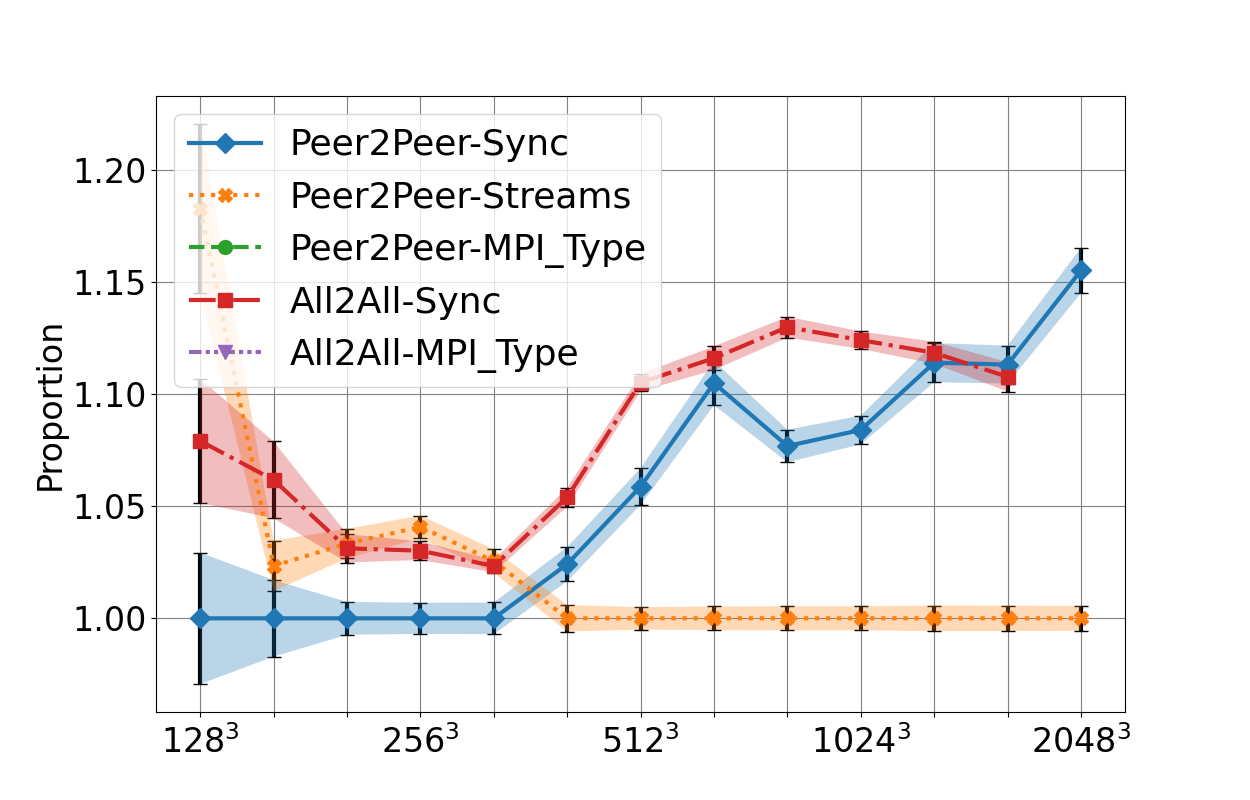 Peer2Peer-Sync
Peer2Peer-Streams
Peer2Peer-MPI_Type
All2All-Sync
All2All-MPI_Type
Proportion
1.20
1.15
1.10
1.05
1.00
128³ 256³ 512³ 1024³ 2048³